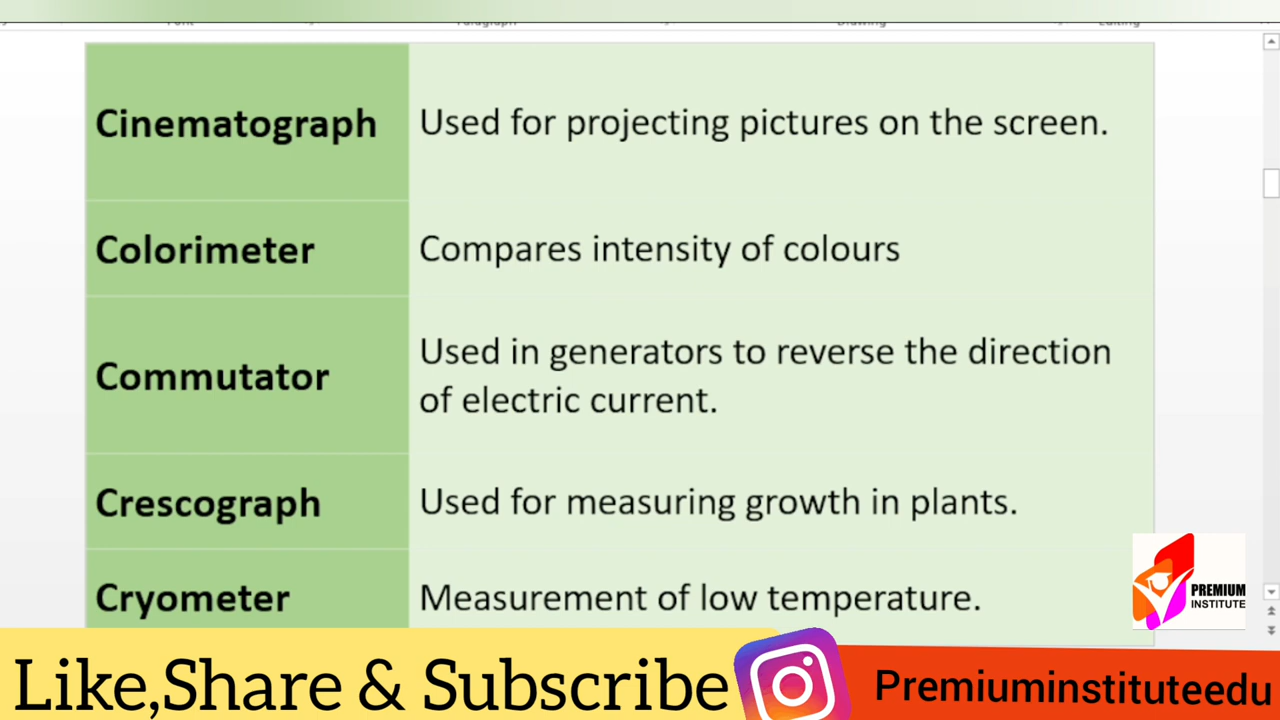 Cinematograph
Used for projecting pictures on the screen.
Colorimeter
Compares intensity of colours
Commutator
Used in generators to reverse the direction
of electric current.
Crescograph
Used for measuring growth in plants.
Cryometer
Measurement of low temperature.
PREMIUM
INSTITUTE
Like,Share & Subscribe
Premiuminstituteedu